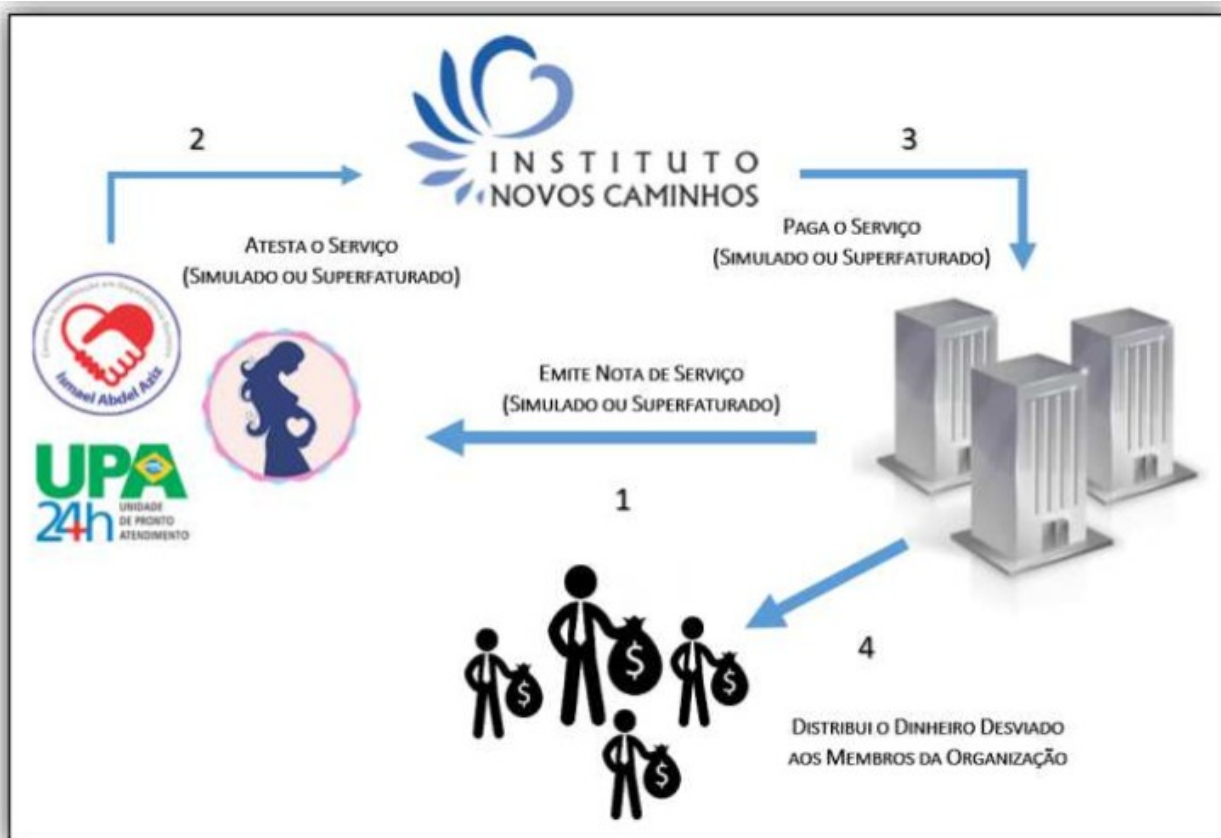 2
INSTITUTO
NOVOS CAMINHOS
3
ATESTA O SERVIÇO
(SIMULADO OU SUPERFATURADO)
PAGA O SERVIÇO
(SIMULADO OU SUPERFATURADO)
Ismael Abdel Aziz
EMITE NOTA DE SERVIÇO
(SIMULADO OU SUPERFATURADO)
1
UPA
24h
UNIDADE
DE PRONTO
ATENDIMENTO
$
$
$
$
4
DISTRIBUI O DINHEIRO DESVIADO
AOS MEMBROS DA ORGANIZAÇÃO